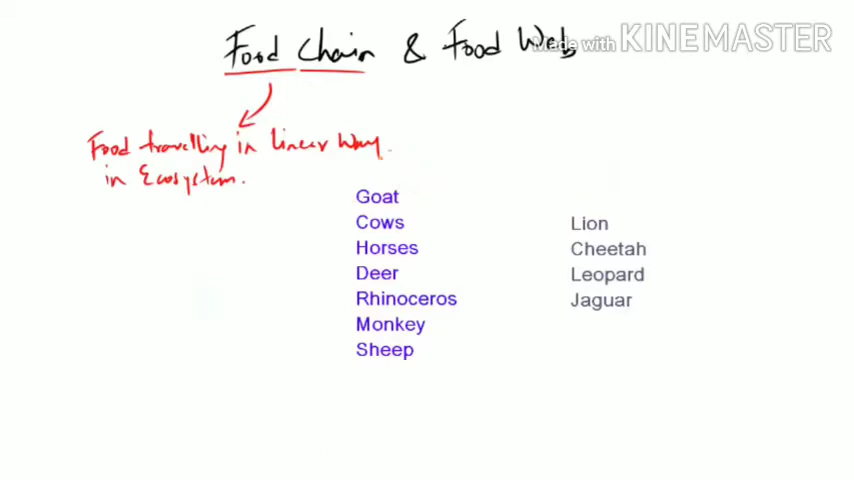 Food Chain & Food Web
Made with KINEMASTER
Food travelling in linear way.
in Ecosystem.
Goat
Cows
Horses
Deer
Rhinoceros
Monkey
Sheep
Lion
Cheetah
Leopard
Jaguar